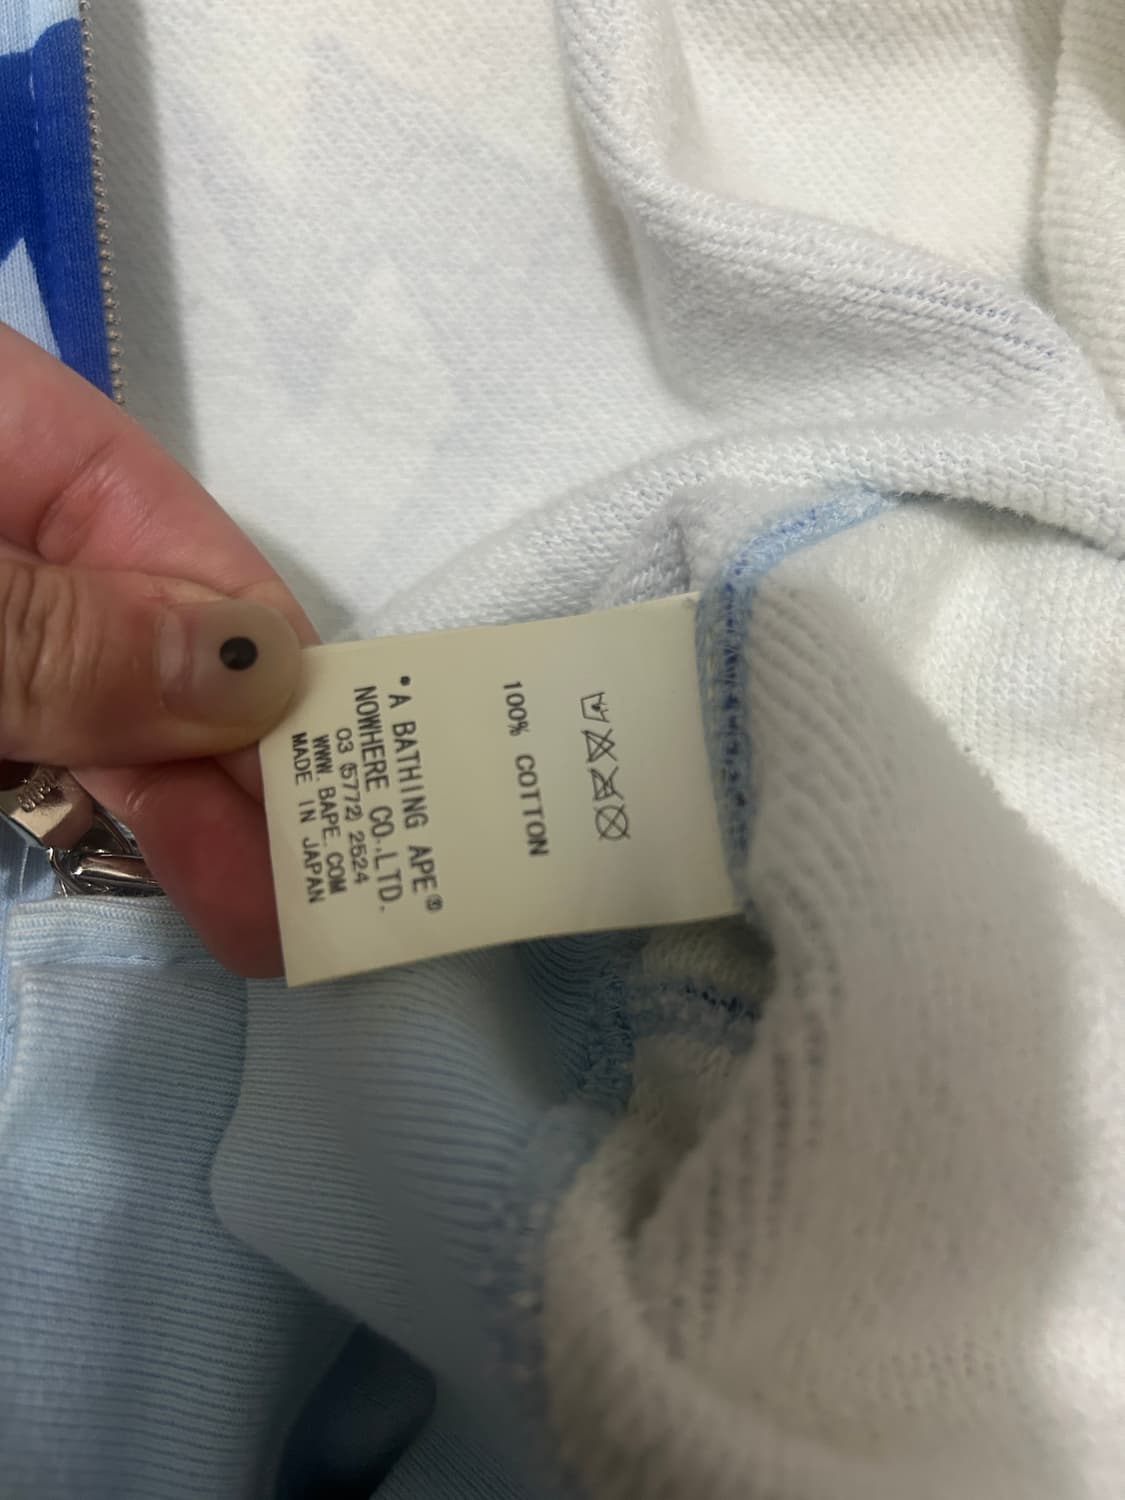 100% COTTON
•A BATHING APE®
NOWHERE CO.,LTD.
03 (5772) 2524
WWW. BAPE. COM
MADE IN JAPAN